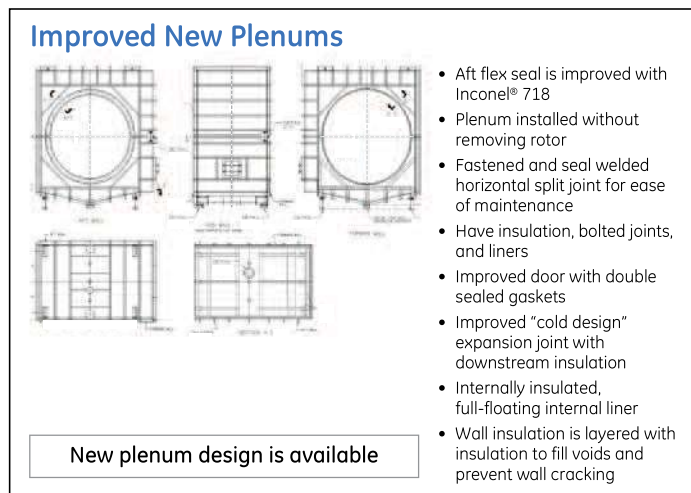 Improved New Plenums
• Aft flex seal is improved with
Inconel® 718
• Plenum installed without
removing rotor
• Fastened and seal welded
horizontal split joint for ease
of maintenance
• Have insulation, bolted joints,
and liners
• Improved door with double
sealed gaskets
• Improved “cold design”
expansion joint with
downstream insulation
• Internally insulated,
full-floating internal liner
• Wall insulation is layered with
insulation to fill voids and
prevent wall cracking
New plenum design is available